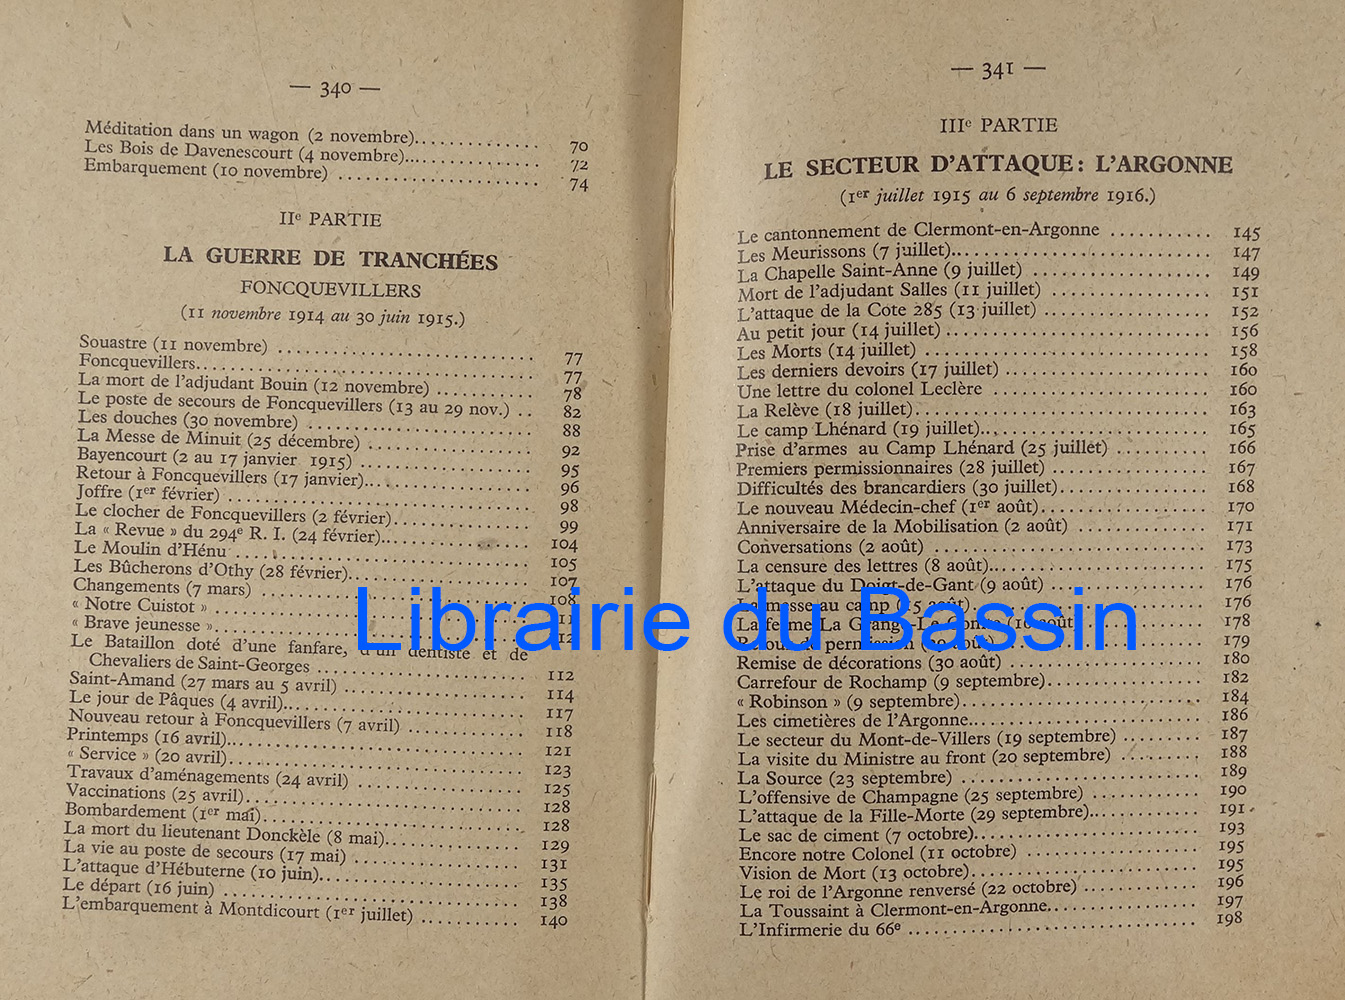 — 340 —
Méditation dans un wagon (2 novembre).............. 70
Les Bois de Davenescourt (4 novembre).............. 72
Embarquement (10 novembre) .............. 74
IIe PARTIE
LA GUERRE DE TRANCHÉES
FONCQUEVILLERS
(11 novembre 1914 au 30 juin 1915.)
Souastre (11 novembre) .............. 77
Foncquevillers.............. 77
La mort de l'adjudant Bouin (12 novembre) .......... 78
Le poste de secours de Foncquevillers (13 au 29 nov.) .. 82
Les douches (30 novembre) .............. 88
La Messe de Minuit (25 décembre) .............. 92
Bayencourt (2 au 17 janvier 1915) .............. 95
Retour à Foncquevillers (17 janvier).............. 96
Joffre (1er février) .............. 98
Le clocher de Foncquevillers (2 février).............. 99
La « Revue » du 294e R. I. (24 février).............. 104
Le Moulin d'Hénu .............. 105
Les Bûcherons d'Othy (28 février).............. 107
Changements (7 mars) .............. 108
« Notre Cuistot » ..............
« Brave jeunesse »..............
Le Bataillon doté d'une fanfare, d'un dentiste et de
Chevaliers de Saint-Georges .............. 112
Saint-Amand (27 mars au 5 avril) .............. 114
Le jour de Pâques (4 avril).............. 117
Nouveau retour à Foncquevillers (7 avril) .......... 118
Printemps (16 avril).............. 121
« Service » (20 avril).............. 123
Travaux d'aménagements (24 avril) .............. 125
Vaccinations (25 avril).............. 128
Bombardement (1er mai).............. 128
La mort du lieutenant Donckèle (8 mai).............. 129
La vie au poste de secours (17 mai) .............. 131
L'attaque d'Hébuterne (10 juin).............. 135
Le départ (16 juin) .............. 138
L'embarquement à Montdicourt (1er juillet) .......... 140
— 341 —
IIIe PARTIE
LE SECTEUR D'ATTAQUE: L'ARGONNE
(1er juillet 1915 au 6 septembre 1916.)
Le cantonnement de Clermont-en-Argonne ........... 145
Les Meurissons (7 juillet).............. 147
La Chapelle Saint-Anne (9 juillet) .............. 149
Mort de l'adjudant Salles (11 juillet) .............. 151
L'attaque de la Cote 285 (13 juillet) .............. 152
Au petit jour (14 juillet) .............. 156
Les Morts (14 juillet) .............. 158
Les derniers devoirs (17 juillet) .............. 160
Une lettre du colonel Leclère .............. 160
La Relève (18 juillet).............. 163
Le camp Lhénard (19 juillet).............. 165
Prise d'armes au Camp Lhénard (25 juillet) .......... 166
Premiers permissionnaires (28 juillet) .............. 167
Difficultés des brancardiers (30 juillet).............. 168
Le nouveau Médecin-chef (1er août).............. 170
Anniversaire de la Mobilisation (2 août) .............. 171
Conversations (2 août) .............. 173
La censure des lettres (8 août).............. 175
L'attaque du Doigt-de-Gant (9 août) .............. 176
La messe au camp (15 août).............. 176
La ferme La Grange-Le-Comte août) 178
Retour de permission août) .............. 179
Remise de décorations (30 août) .............. 180
Carrefour de Rochamp (9 septembre).............. 182
« Robinson » (9 septembre).............. 184
Les cimetières de l'Argonne.............. 186
Le secteur du Mont-de-Villers (19 septembre) ......... 187
La visite du Ministre au front (20 septembre) ......... 188
La Source (23 septembre) .............. 189
L'offensive de Champagne (25 septembre) ............ 190
L'attaque de la Fille-Morte (29 septembre)............ 191
Le sac de ciment (7 octobre).............. 193
Encore notre Colonel (11 octobre) .............. 195
Vision de Mort (13 octobre).............. 195
Le roi de l'Argonne renversé (22 octobre) ............ 196
La Toussaint à Clermont-en-Argonne.............. 197
L'Infirmerie du 66e .............. 198
Librairie du Bassin